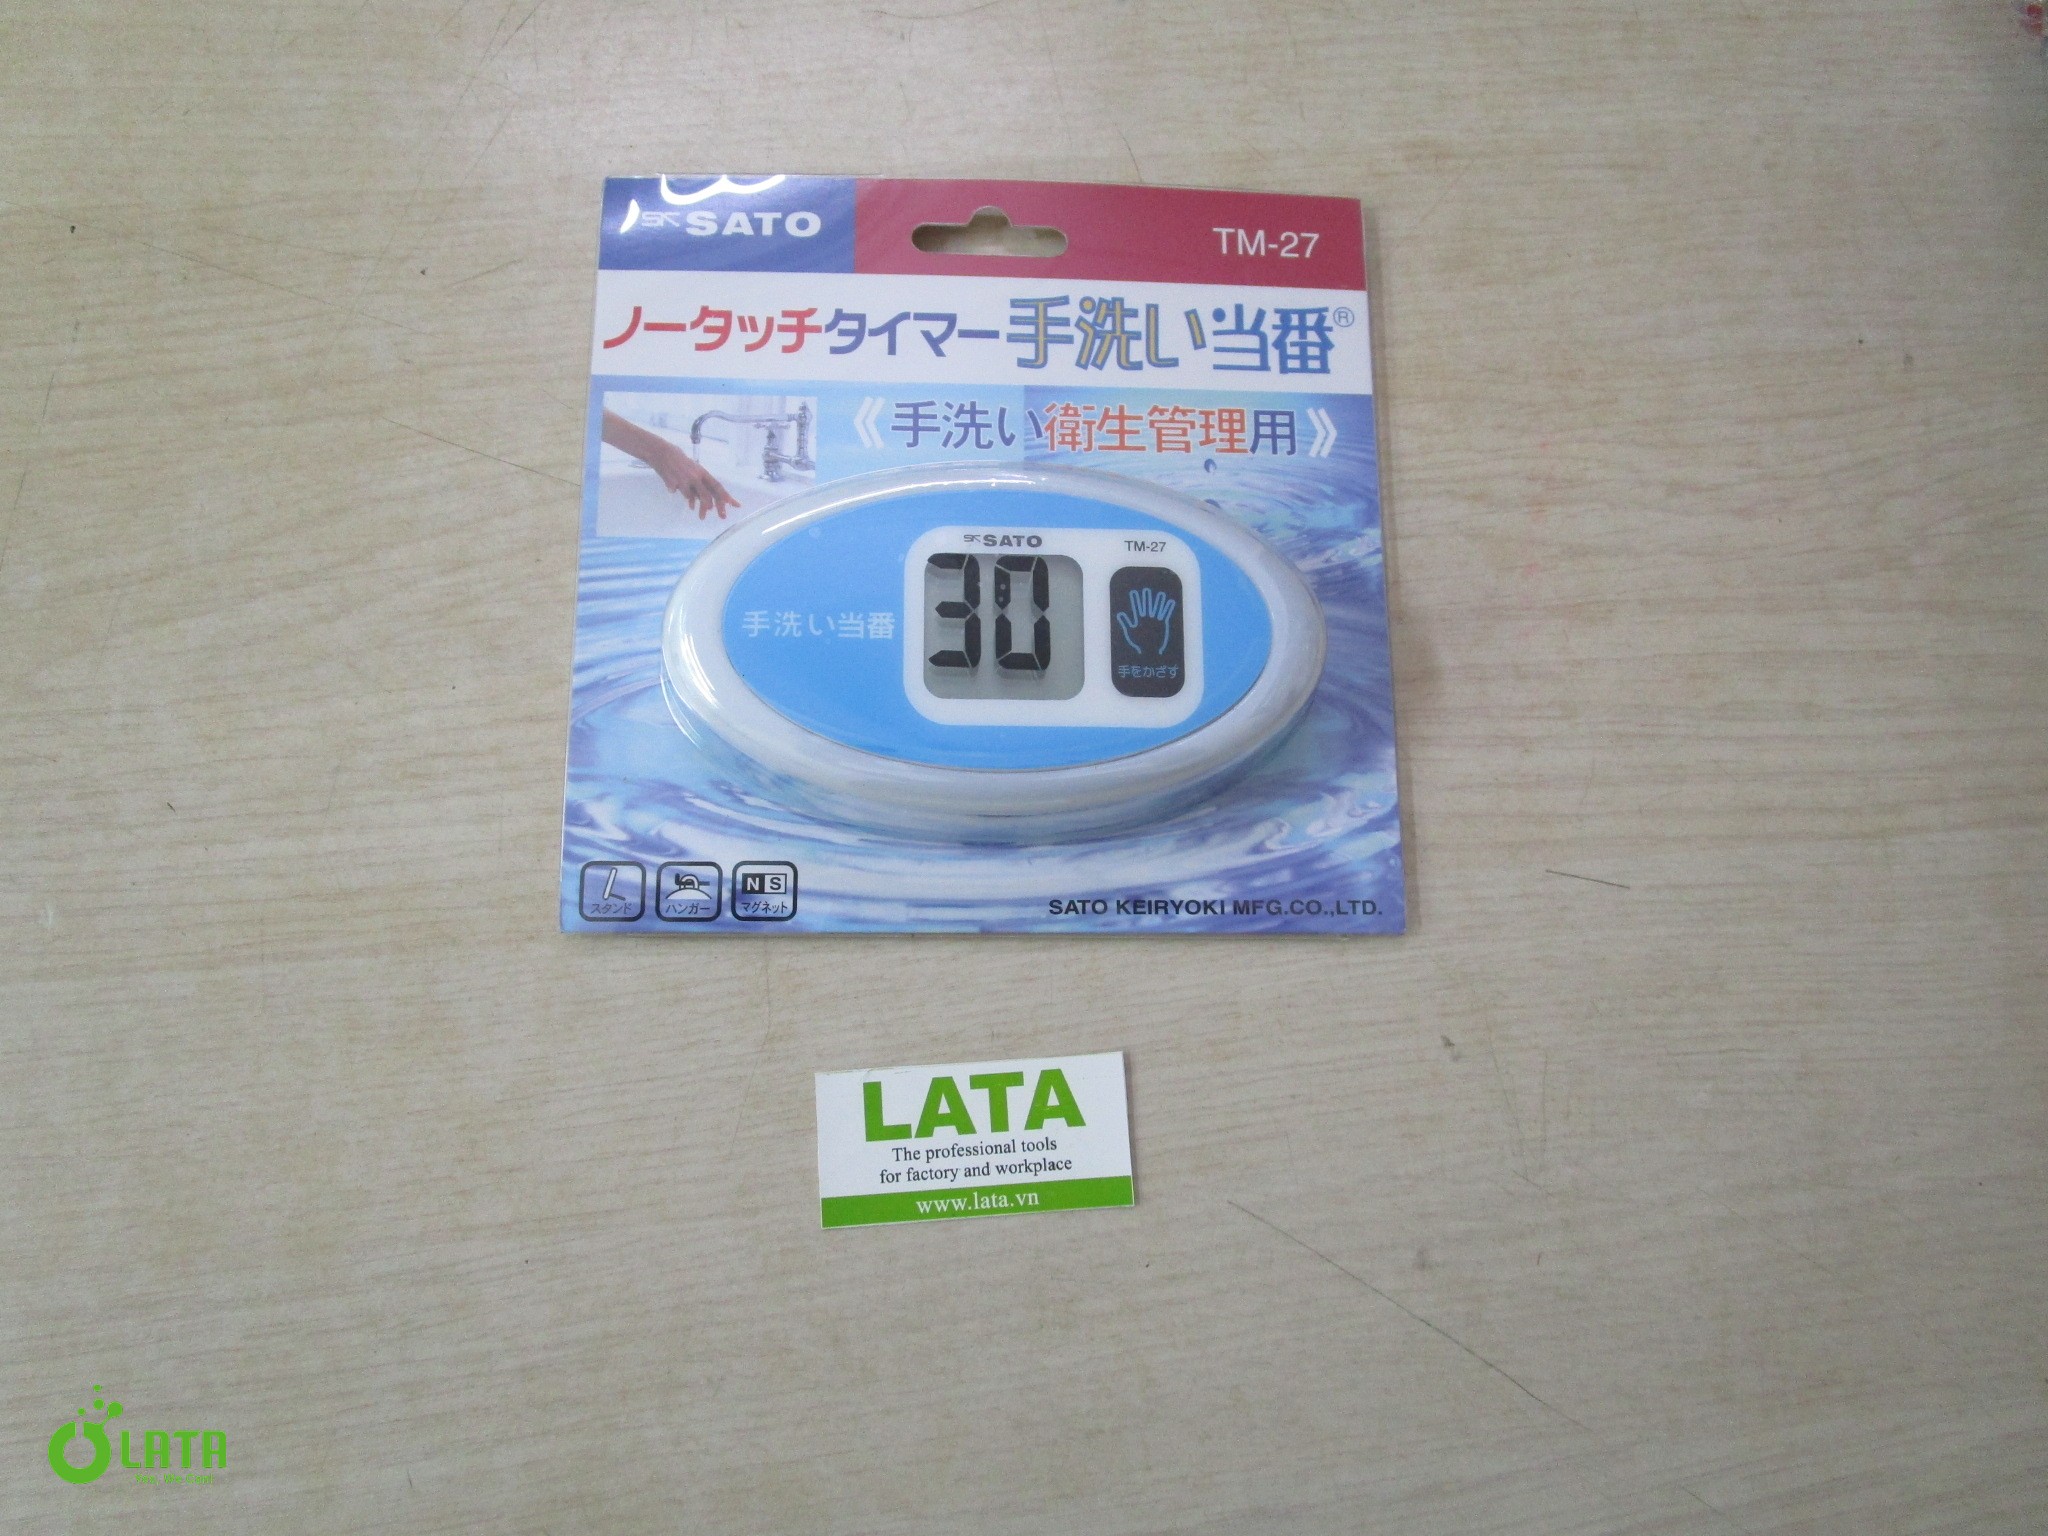 SK SATO
TM-27
ノータッチタイマー手洗い当番®
《手洗い衛生管理用》
SK SATO
TM-27
30
手洗い当番
手をかざす
スタンド
ハンガー
N S
マグネット
SATO KEIRYOKI MFG.CO.,LTD.
LATA
The professional tools
for factory and workplace
www.lata.vn
LATA